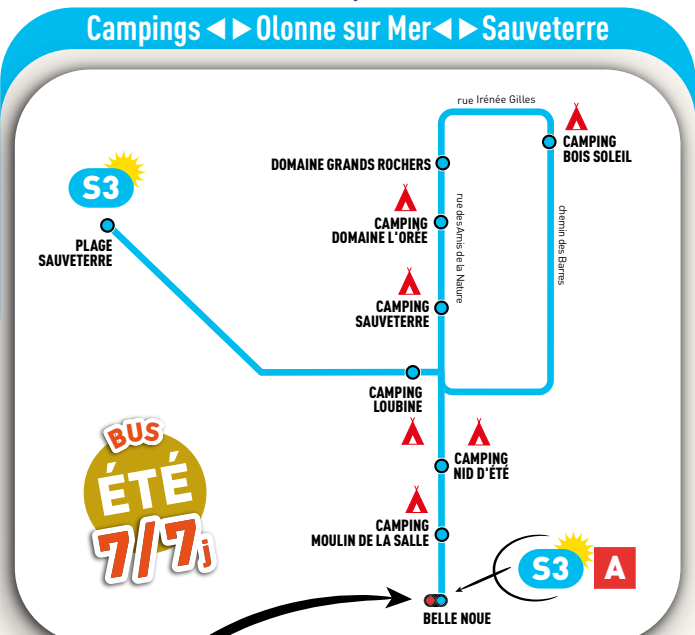 Campings ◄► Olonne sur Mer ◄► Sauveterre
rue Irénée Gilles
CAMPING
BOIS SOLEIL
DOMAINE GRANDS ROCHERS
S3
CAMPING
DOMAINE L'ORÉE
rue des Amis de la Nature
chemin des Barres
PLAGE
SAUVETERRE
CAMPING
SAUVETERRE
CAMPING
LOUBINE
BUS
ÉTÉ
7/7j
CAMPING
NID D'ÉTÉ
CAMPING
MOULIN DE LA SALLE
S3 A
BELLE NOUE